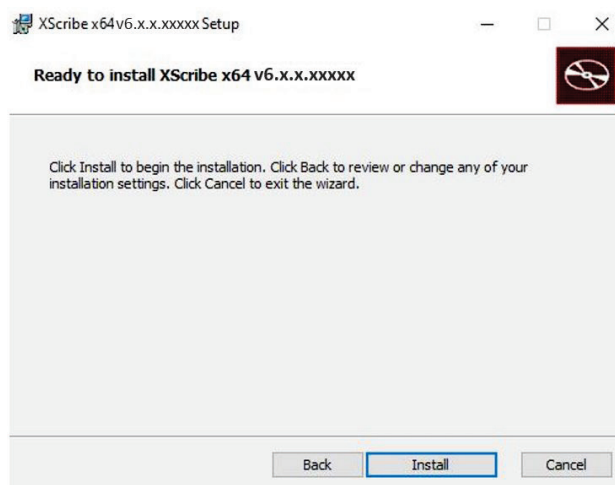 XScribe x64 v6.x.x.xxxxx Setup
Ready to install XScribe x64 v6.x.x.xxxxx
Click Install to begin the installation. Click Back to review or change any of your
installation settings. Click Cancel to exit the wizard.
Back Install Cancel